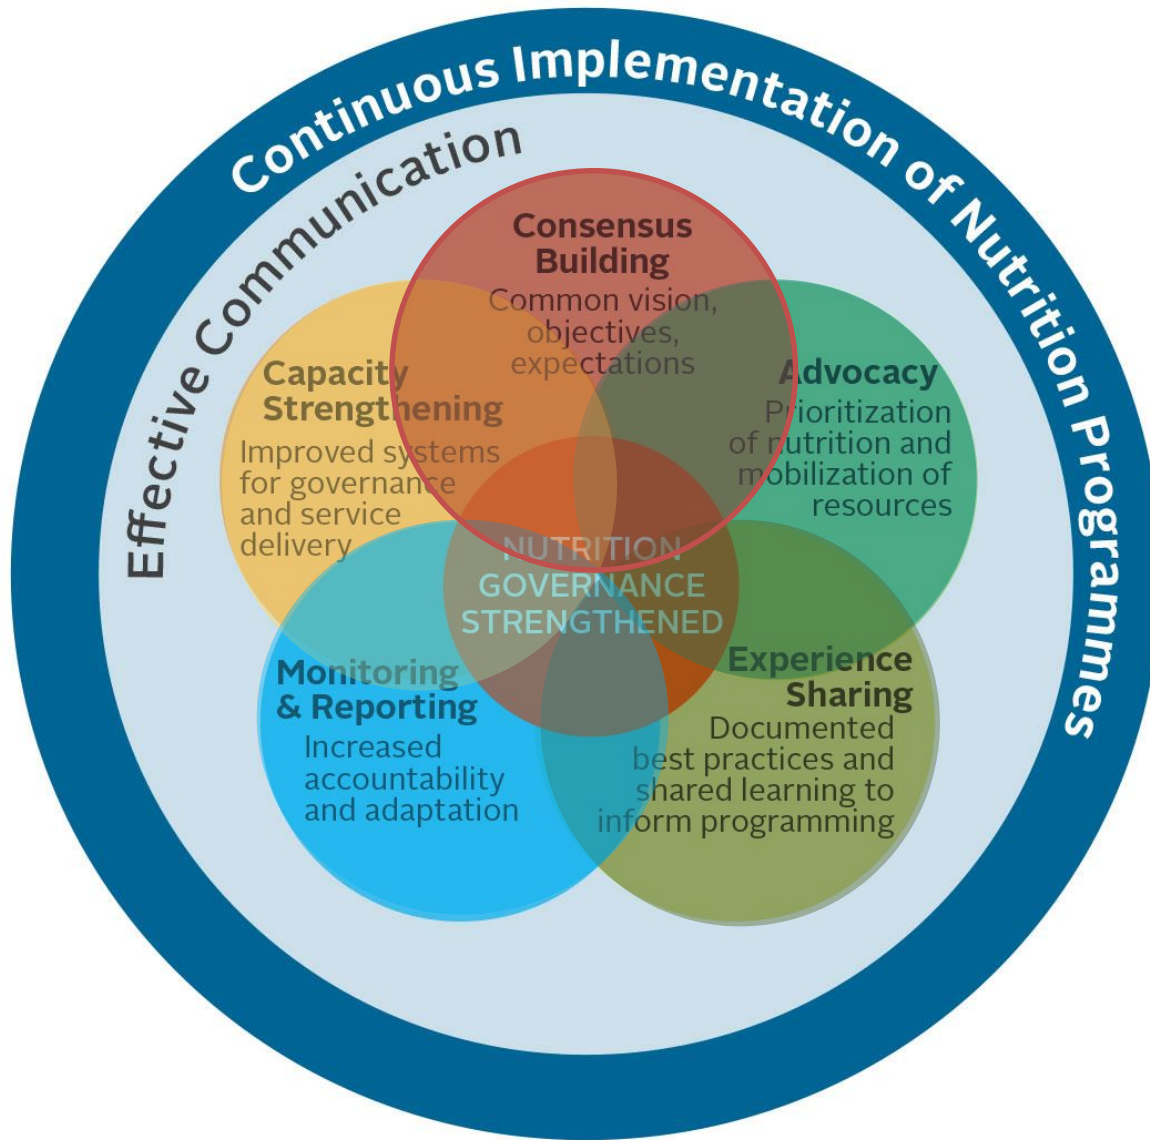 Continuous Implementation of Nutrition Programmes
Effective Communication
Consensus
Building
Common vision,
objectives,
expectations
Capacity
Strengthening
Improved systems
for governance
and service
delivery
Advocacy
Prioritization
of nutrition and
mobilization of
resources
NUTRITION
GOVERNANCE
STRENGTHENED
Monitoring
& Reporting
Increased
accountability
and adaptation
Experience
Sharing
Documented
best practices and
shared learning to
inform programming